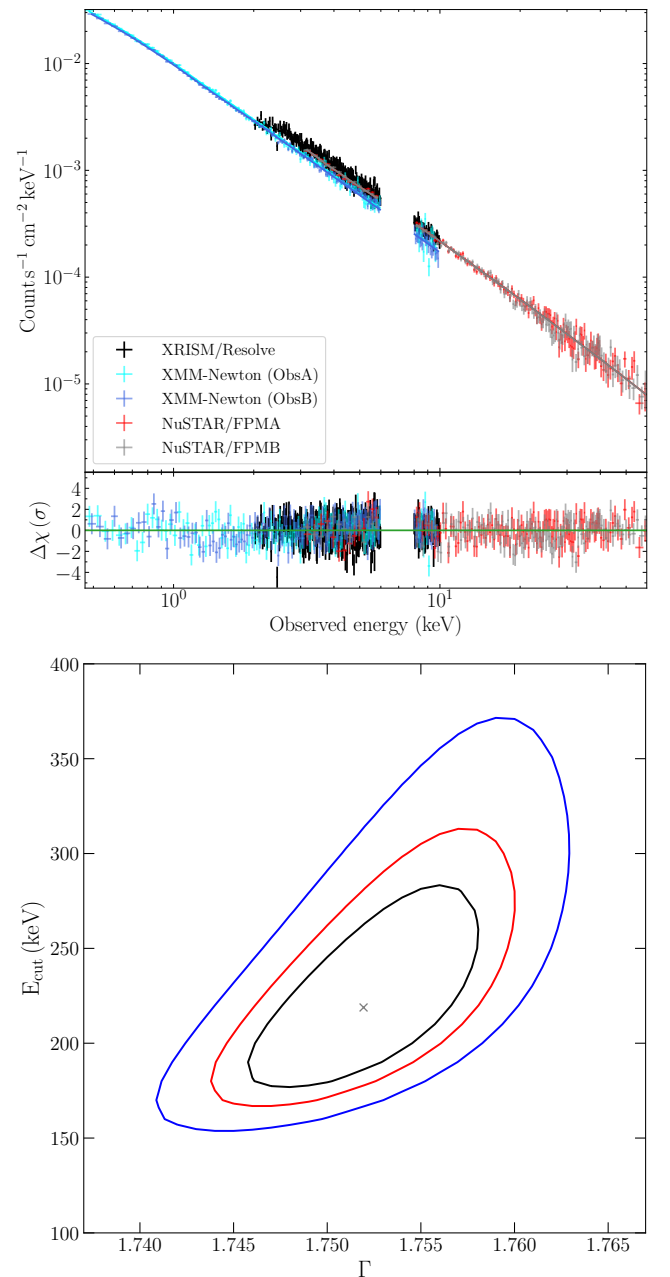 10⁻²
10⁻³
10⁻⁴
10⁻⁵
Count s⁻¹ cm⁻² keV⁻¹
XRISM/Resolve
XMM-Newton (ObsA)
XMM-Newton (ObsB)
NuSTAR/FPMA
NuSTAR/FPMB
4
2
0
−2
−4
Δχ (σ)
10⁰ 10¹
Observed energy (keV)
400
350
300
250
200
150
100
E_cut (keV)
1.740 1.745 1.750 1.755 1.760 1.765
Γ